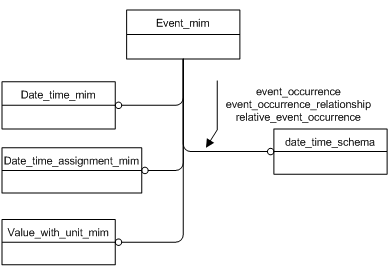 Event_mim
Date_time_mim
event_occurrence
event_occurrence_relationship
relative_event_occurrence
date_time_schema
Date_time_assignment_mim
Value_with_unit_mim